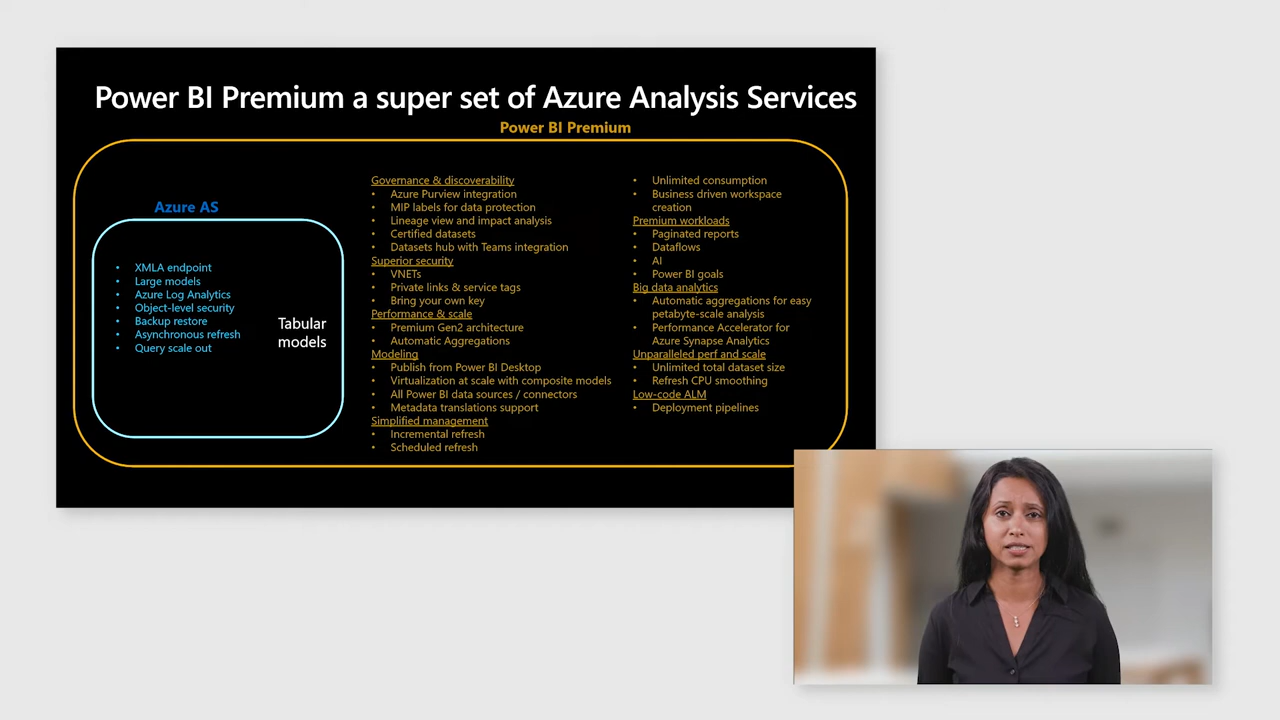 Power BI Premium a super set of Azure Analysis Services
Power BI Premium
Azure AS
• XMLA endpoint
• Large models
• Azure Log Analytics
• Object-level security
• Backup restore
• Asynchronous refresh
• Query scale out
Tabular
models
Governance & discoverability
• Azure Purview integration
• MIP labels for data protection
• Lineage view and impact analysis
• Certified datasets
• Datasets hub with Teams integration
Superior security
• VNETs
• Private links & service tags
• Bring your own key
Performance & scale
• Premium Gen2 architecture
• Automatic Aggregations
Modeling
• Publish from Power BI Desktop
• Virtualization at scale with composite models
• All Power BI data sources / connectors
• Metadata translations support
Simplified management
• Incremental refresh
• Scheduled refresh
• Unlimited consumption
• Business driven workspace
creation
Premium workloads
• Paginated reports
• Dataflows
• AI
• Power BI goals
Big data analytics
• Automatic aggregations for easy
petabyte-scale analysis
• Performance Accelerator for
Azure Synapse Analytics
Unparalleled perf and scale
• Unlimited total dataset size
• Refresh CPU smoothing
Low-code ALM
• Deployment pipelines